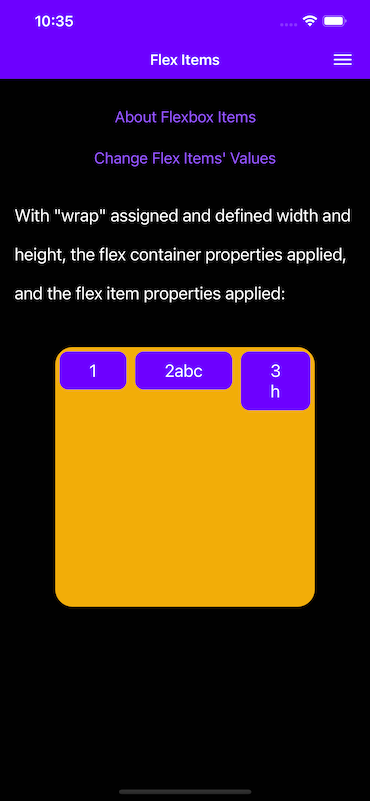 10:35
Flex Items
About Flexbox Items
Change Flex Items' Values
With "wrap" assigned and defined width and
height, the flex container properties applied,
and the flex item properties applied:
1
2abc
3
h